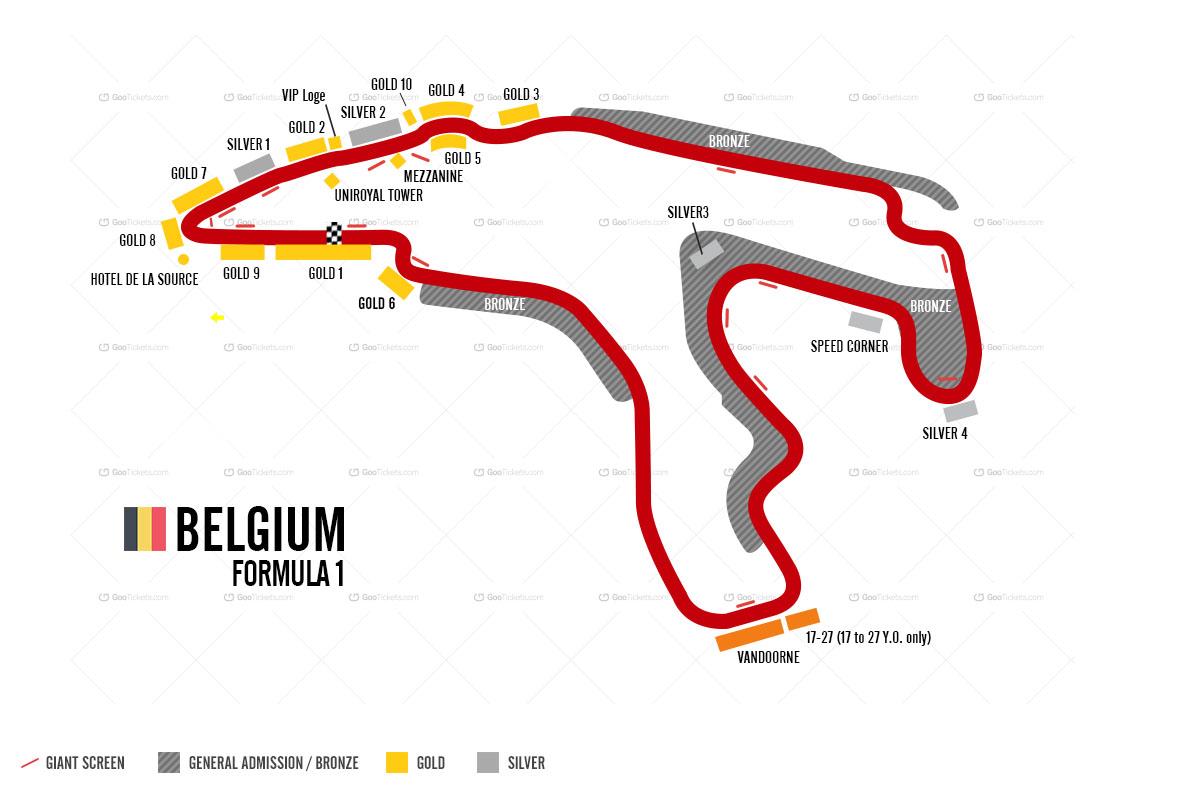 GOLD 10
GOLD 4
GOLD 3
VIP Loge
SILVER 2
GOLD 2
SILVER 1
BRONZE
GOLD 5
GOLD 7
MEZZANINE
UNIROYAL TOWER
SILVER3
GOLD 8
HOTEL DE LA SOURCE
GOLD 9
GOLD 1
GOLD 6
BRONZE
BRONZE
SPEED CORNER
SILVER 4
BELGIUM
FORMULA 1
17-27 (17 to 27 Y.O. only)
VANDOORNE
GIANT SCREEN
GENERAL ADMISSION / BRONZE
GOLD
SILVER
GooTickets.com